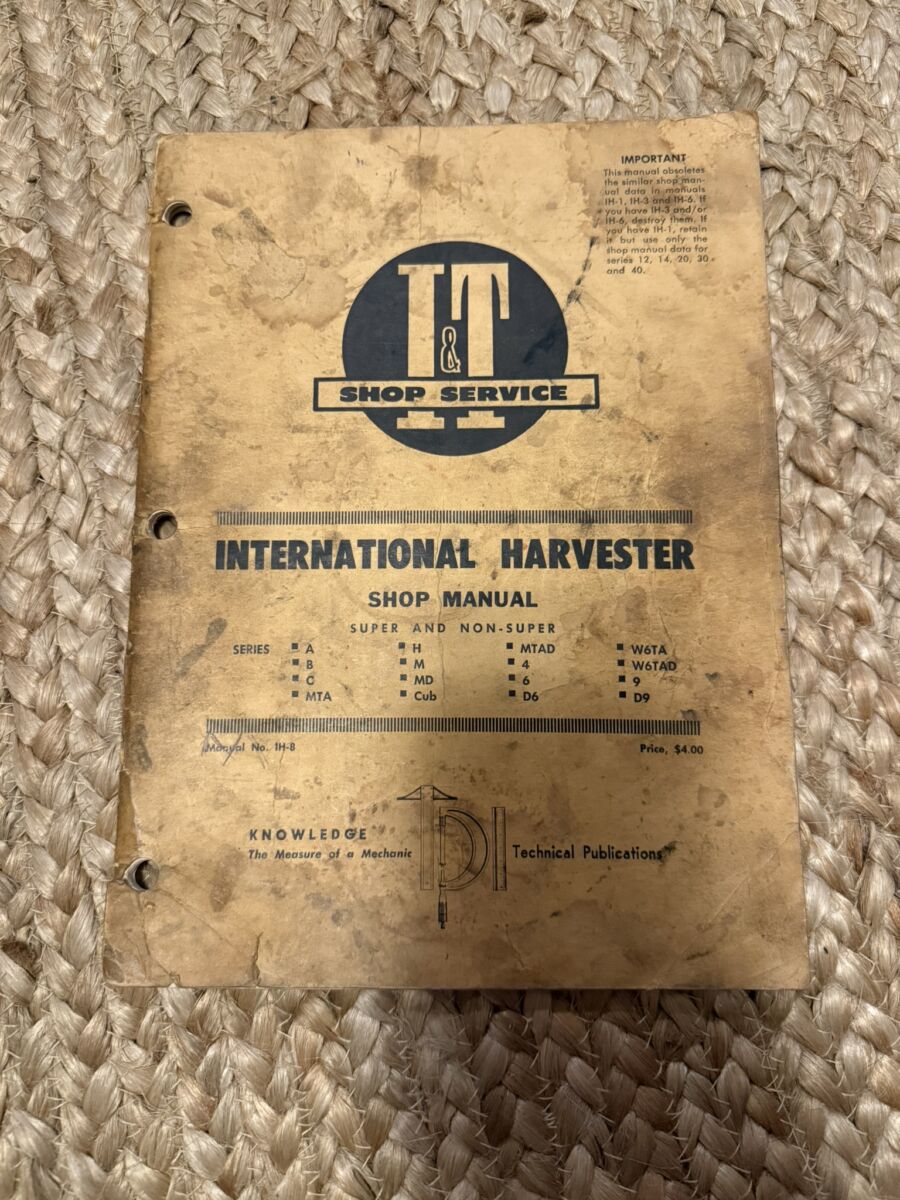 IMPORTANT
This manual absoletes
the similar shop man-
ual data in manuals
IH-1, IH-3 and IH-6. If
you have IH-3 and/or
IH-6, destroy them. If
you have IH-1, retain
it but use only the
shop manual data for
series 12, 14, 20, 30
and 40.
I&T
SHOP SERVICE
INTERNATIONAL HARVESTER
SHOP MANUAL
SUPER AND NON-SUPER
SERIES ▪ A ▪ H ▪ MTAD ▪ W6TA
▪ B ▪ M ▪ 4 ▪ W6TAD
▪ C ▪ MD ▪ 6 ▪ 9
▪ MTA ▪ Cub ▪ D6 ▪ D9
Manual No. IH-8 Price, $4.00
KNOWLEDGE
The Measure of a Mechanic TPI Technical Publications